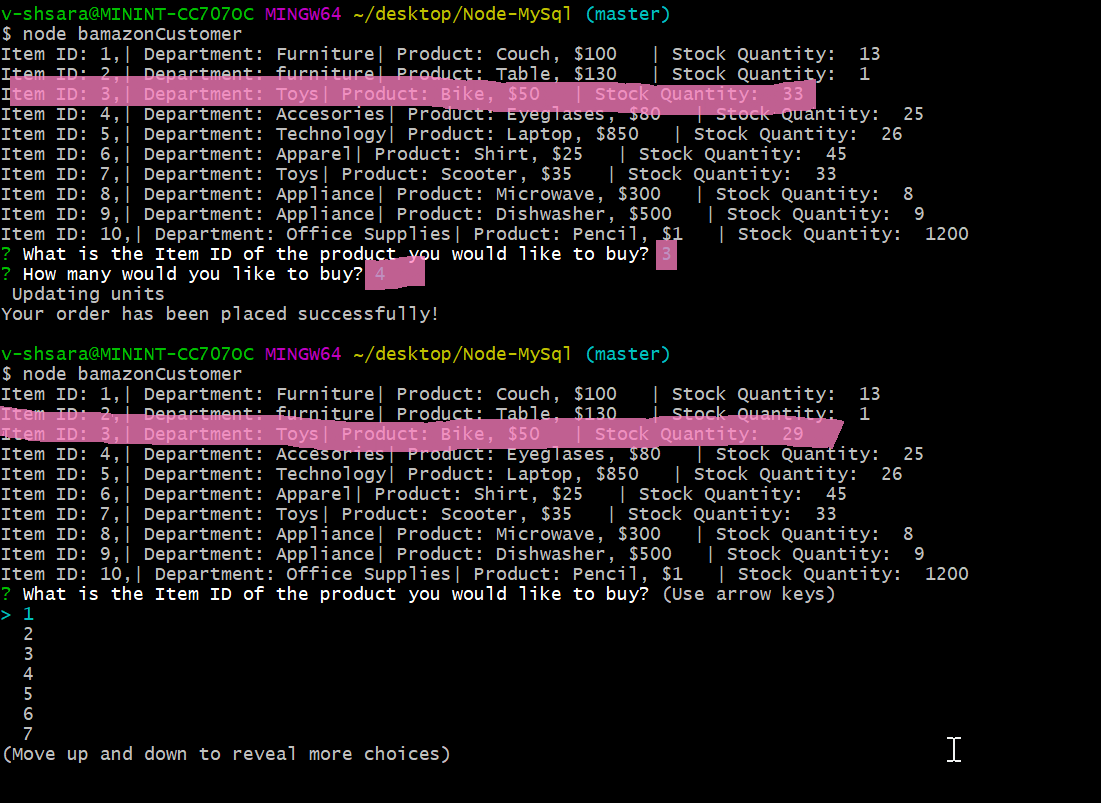 v-shsara@MININT-CC707OC MINGW64 ~/desktop/Node-MySql (master)
$ node bamazonCustomer
Item ID: 1,| Department: Furniture| Product: Couch, $100   | Stock Quantity:  13
Item ID: 2,| Department: furniture| Product: Table, $130   | Stock Quantity:  1
Item ID: 3,| Department: Toys| Product: Bike, $50   | Stock Quantity:  33
Item ID: 4,| Department: Accesories| Product: Eyeglases, $80   | Stock Quantity:  25
Item ID: 5,| Department: Technology| Product: Laptop, $850   | Stock Quantity:  26
Item ID: 6,| Department: Apparel| Product: Shirt, $25   | Stock Quantity:  45
Item ID: 7,| Department: Toys| Product: Scooter, $35   | Stock Quantity:  33
Item ID: 8,| Department: Appliance| Product: Microwave, $300   | Stock Quantity:  8
Item ID: 9,| Department: Appliance| Product: Dishwasher, $500   | Stock Quantity:  9
Item ID: 10,| Department: Office Supplies| Product: Pencil, $1   | Stock Quantity:  1200
? What is the Item ID of the product you would like to buy? 3
? How many would you like to buy? 4
 Updating units
Your order has been placed successfully!
v-shsara@MININT-CC707OC MINGW64 ~/desktop/Node-MySql (master)
$ node bamazonCustomer
Item ID: 1,| Department: Furniture| Product: Couch, $100   | Stock Quantity:  13
Item ID: 2,| Department: furniture| Product: Table, $130   | Stock Quantity:  1
Item ID: 3,| Department: Toys| Product: Bike, $50   | Stock Quantity:  29
Item ID: 4,| Department: Accesories| Product: Eyeglases, $80   | Stock Quantity:  25
Item ID: 5,| Department: Technology| Product: Laptop, $850   | Stock Quantity:  26
Item ID: 6,| Department: Apparel| Product: Shirt, $25   | Stock Quantity:  45
Item ID: 7,| Department: Toys| Product: Scooter, $35   | Stock Quantity:  33
Item ID: 8,| Department: Appliance| Product: Microwave, $300   | Stock Quantity:  8
Item ID: 9,| Department: Appliance| Product: Dishwasher, $500   | Stock Quantity:  9
Item ID: 10,| Department: Office Supplies| Product: Pencil, $1   | Stock Quantity:  1200
? What is the Item ID of the product you would like to buy? (Use arrow keys)
> 1
  2
  3
  4
  5
  6
  7
(Move up and down to reveal more choices)